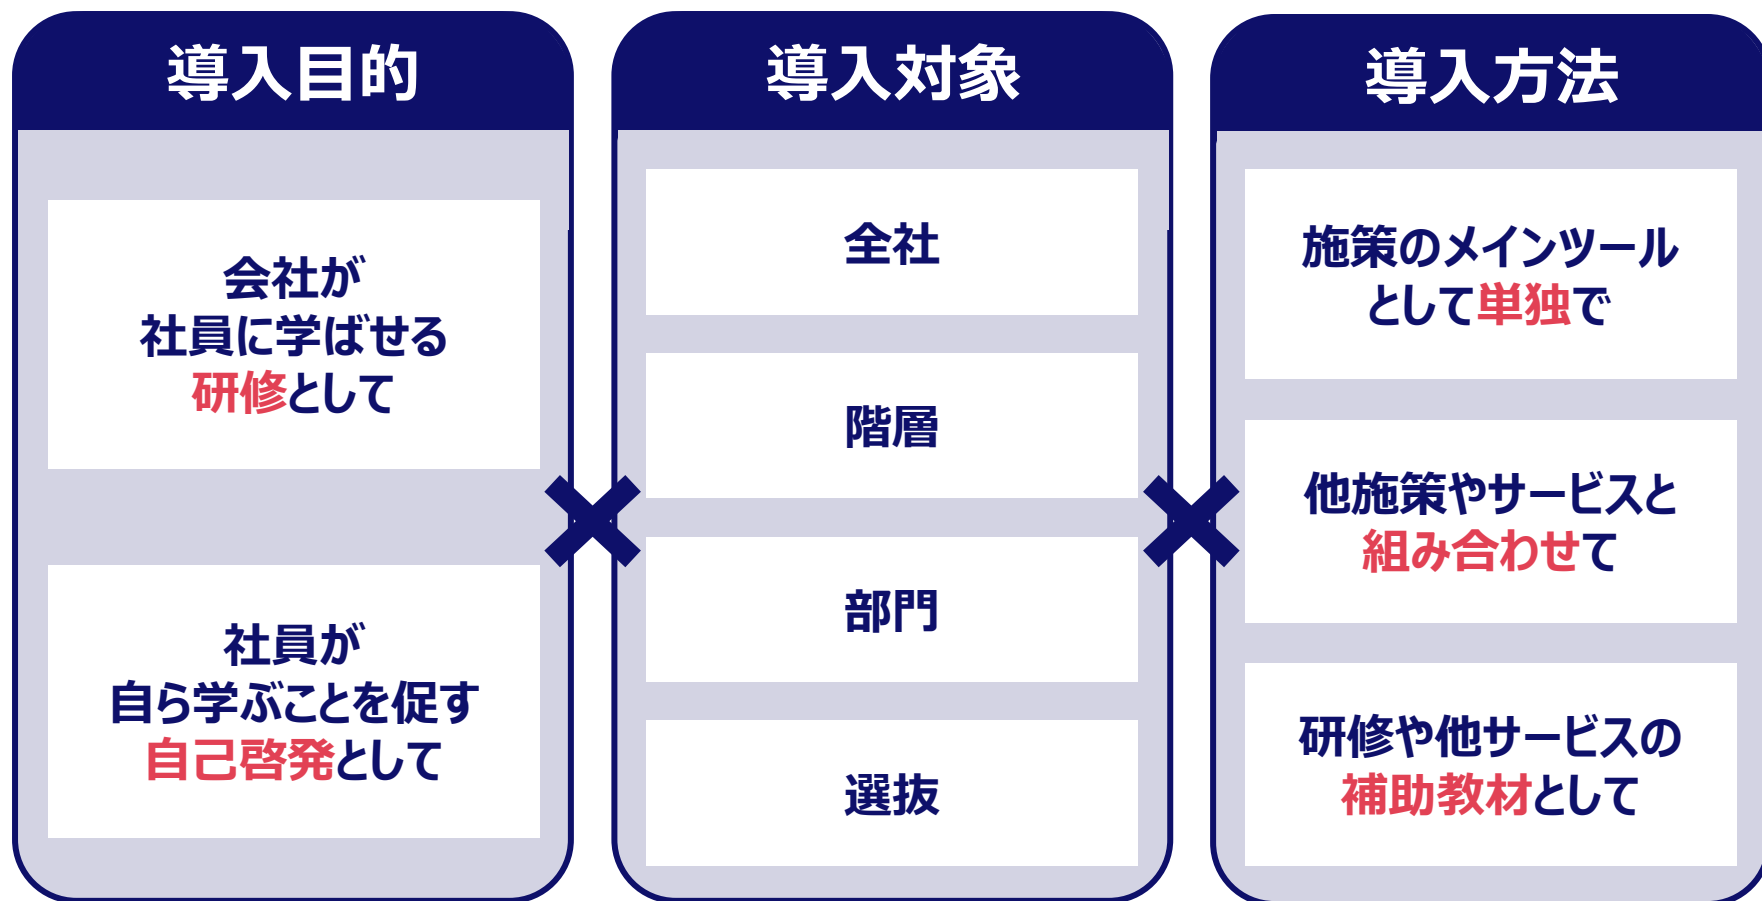 導入目的
会社が
社員に学ばせる
研修として
社員が
自ら学ぶことを促す
自己啓発として
導入対象
全社
階層
部門
選抜
導入方法
施策のメインツール
として単独で
他施策やサービスと
組み合わせて
研修や他サービスの
補助教材として